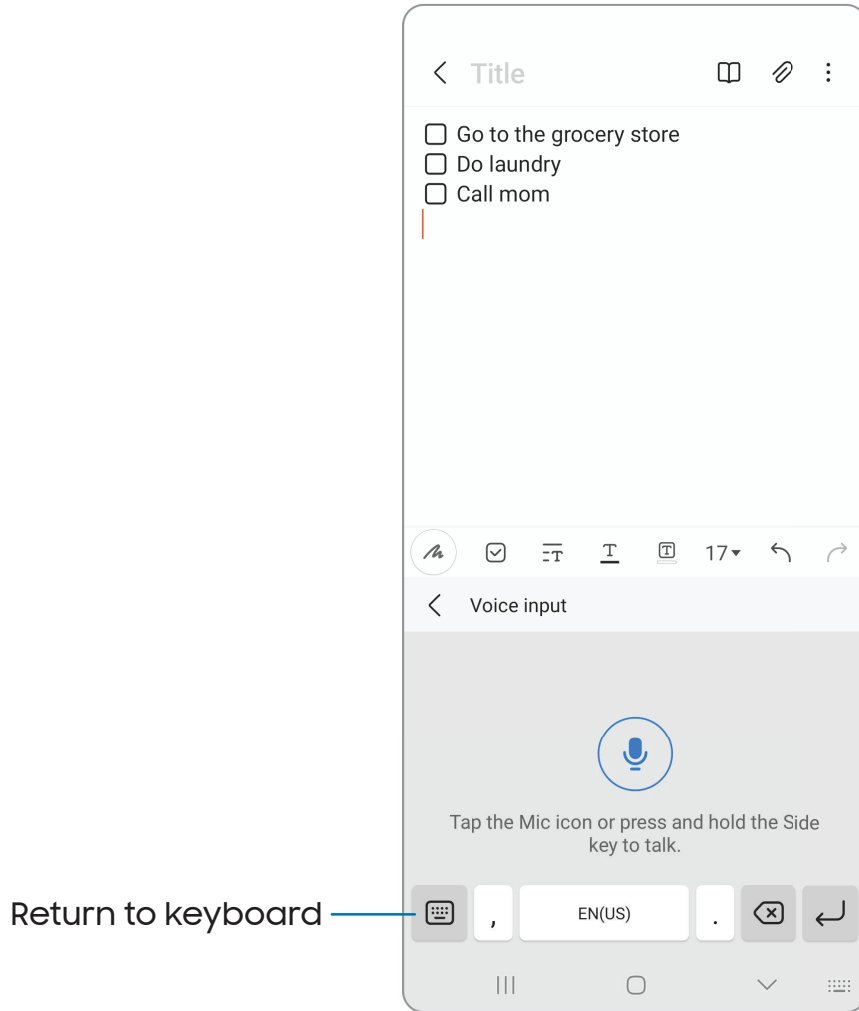 Title
Go to the grocery store
Do laundry
Call mom
17
Voice input
Tap the Mic icon or press and hold the Side
key to talk.
Return to keyboard
, EN(US) .